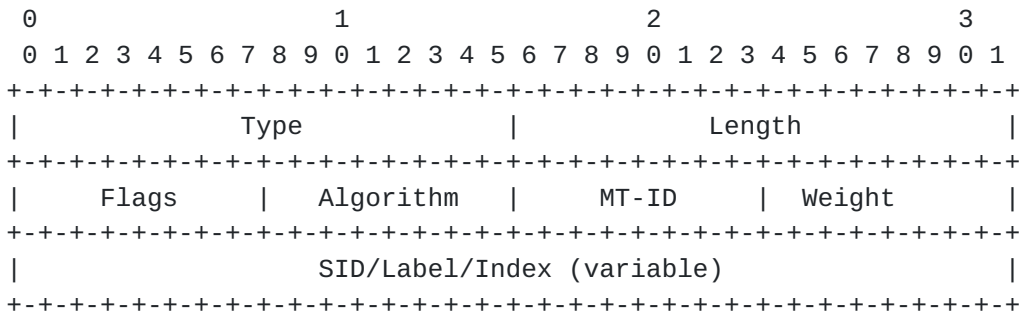 0                   1                   2                   3
 0 1 2 3 4 5 6 7 8 9 0 1 2 3 4 5 6 7 8 9 0 1 2 3 4 5 6 7 8 9 0 1
+-+-+-+-+-+-+-+-+-+-+-+-+-+-+-+-+-+-+-+-+-+-+-+-+-+-+-+-+-+-+-+-+
|              Type             |            Length             |
+-+-+-+-+-+-+-+-+-+-+-+-+-+-+-+-+-+-+-+-+-+-+-+-+-+-+-+-+-+-+-+-+
|     Flags     |   Algorithm   |     MT-ID     |  Weight       |
+-+-+-+-+-+-+-+-+-+-+-+-+-+-+-+-+-+-+-+-+-+-+-+-+-+-+-+-+-+-+-+-+
|                   SID/Label/Index (variable)                  |
+-+-+-+-+-+-+-+-+-+-+-+-+-+-+-+-+-+-+-+-+-+-+-+-+-+-+-+-+-+-+-+-+